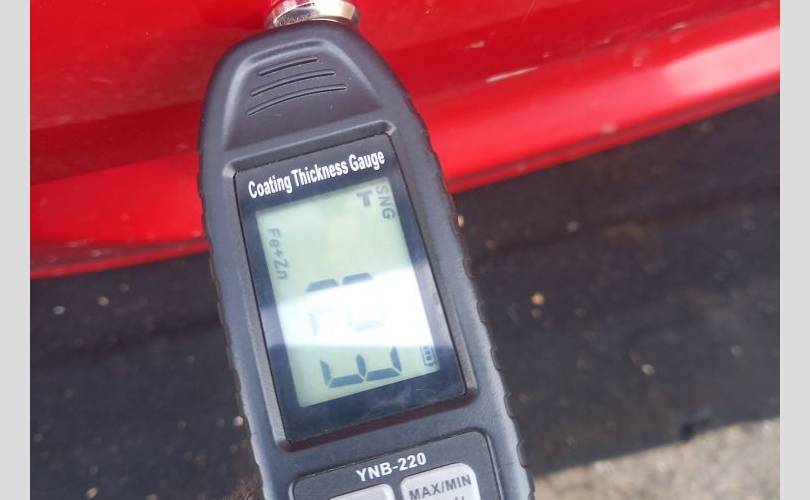 Coating Thickness Gauge
SNG
Fe+Zn
YNB-220
MAX/MIN